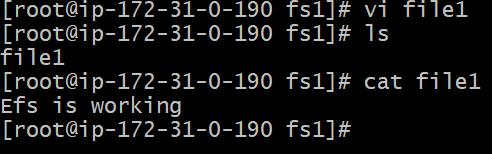 [root@ip-172-31-0-190 fs1]# vi file1
[root@ip-172-31-0-190 fs1]# ls
file1
[root@ip-172-31-0-190 fs1]# cat file1
Efs is working
[root@ip-172-31-0-190 fs1]#